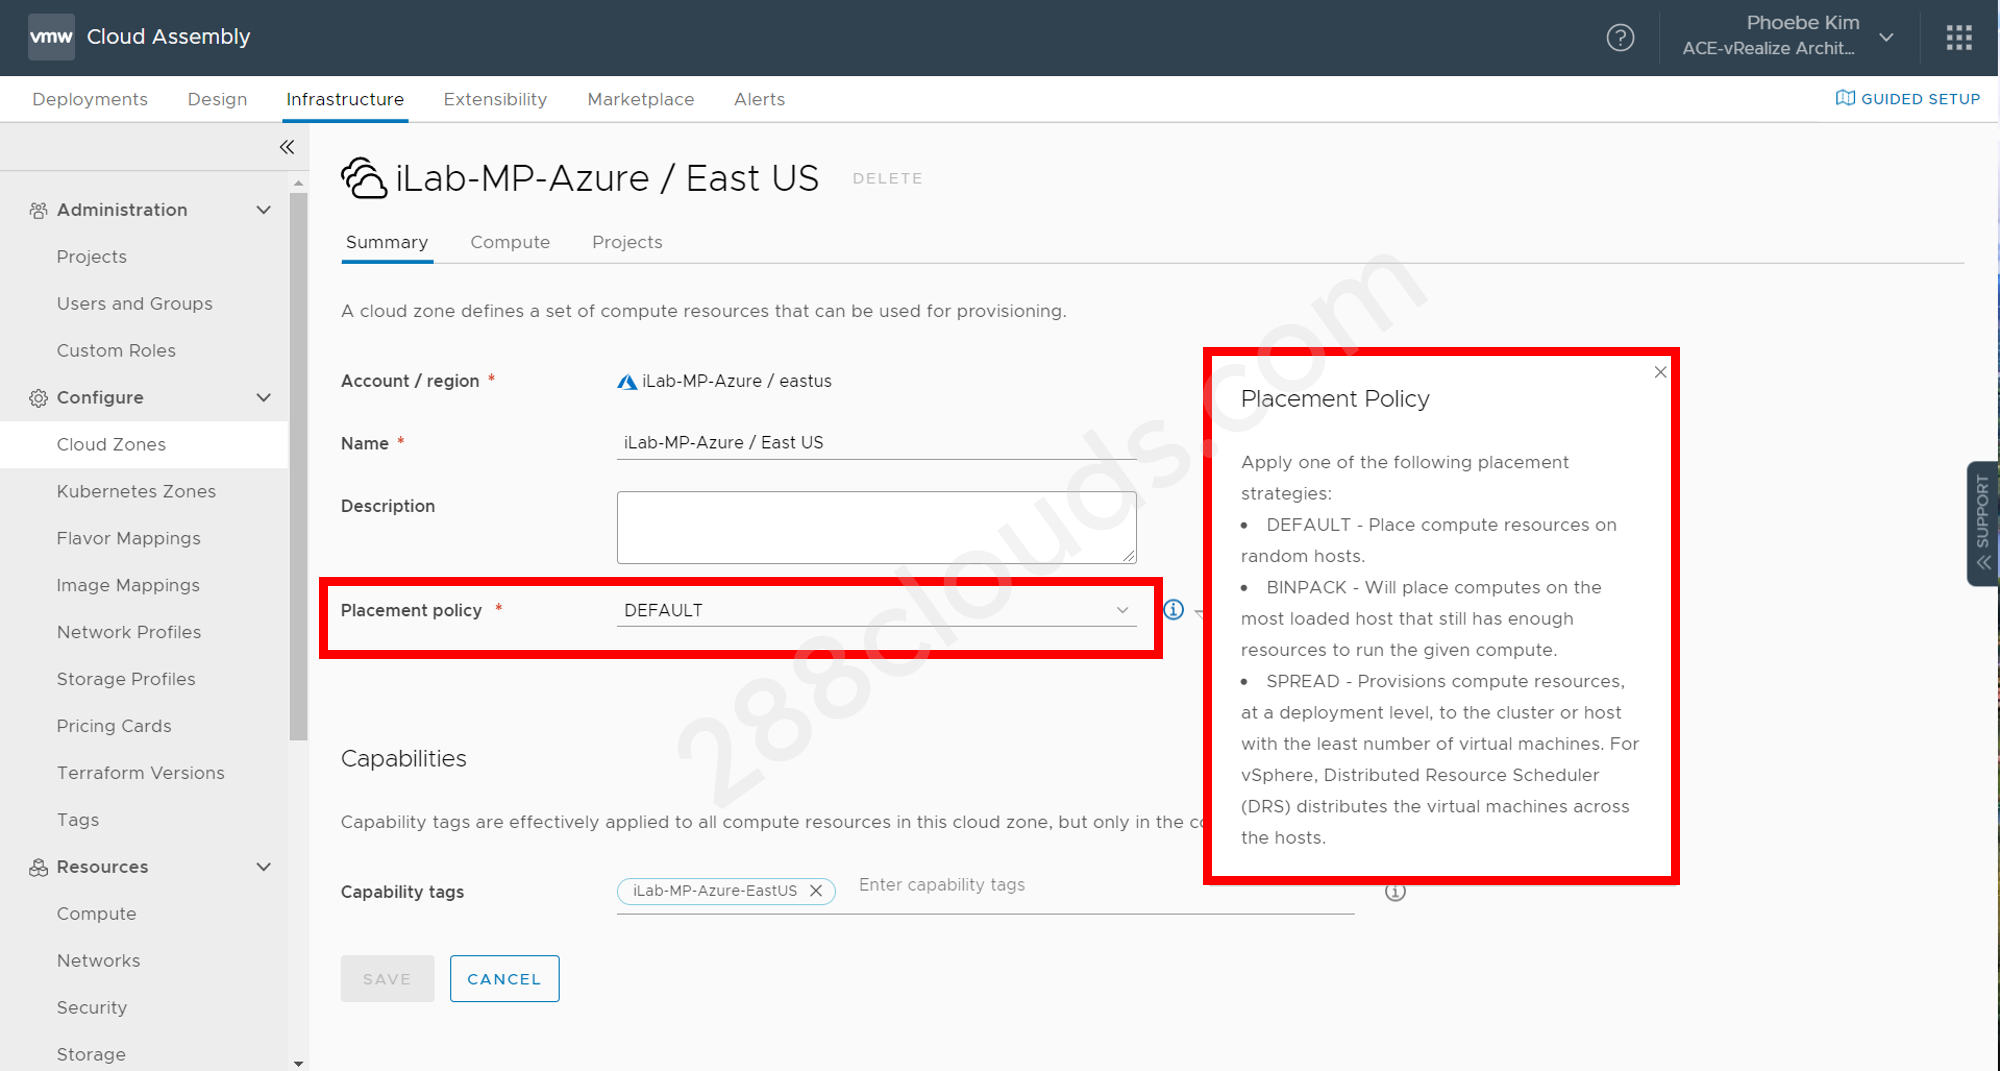 vmw Cloud Assembly
Phoebe Kim
ACE-vRealize Archit...
Deployments Design Infrastructure Extensibility Marketplace Alerts
GUIDED SETUP
iLab-MP-Azure / East US DELETE
Administration
Projects
Users and Groups
Custom Roles
Configure
Cloud Zones
Kubernetes Zones
Flavor Mappings
Image Mappings
Network Profiles
Storage Profiles
Pricing Cards
Terraform Versions
Tags
Resources
Compute
Networks
Security
Storage
Summary Compute Projects
A cloud zone defines a set of compute resources that can be used for provisioning.
Account / region * iLab-MP-Azure / eastus
Name * iLab-MP-Azure / East US
Description
Placement policy * DEFAULT
Placement Policy
Apply one of the following placement
strategies:
• DEFAULT - Place compute resources on
random hosts.
• BINPACK - Will place computes on the
most loaded host that still has enough
resources to run the given compute.
• SPREAD - Provisions compute resources,
at a deployment level, to the cluster or host
with the least number of virtual machines. For
vSphere, Distributed Resource Scheduler
(DRS) distributes the virtual machines across
the hosts.
Capabilities
Capability tags are effectively applied to all compute resources in this cloud zone, but only in the
Capability tags iLab-MP-Azure-EastUS Enter capability tags
SAVE CANCEL
SUPPORT
288clouds.com